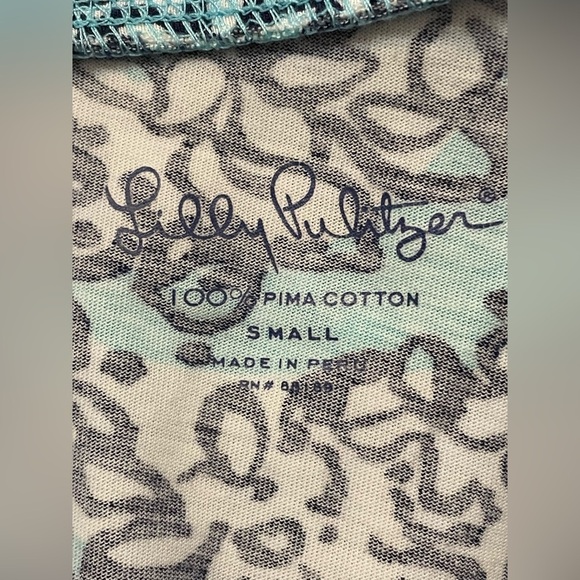 Lilly Pulitzer®
100% PIMA COTTON
SMALL
MADE IN PERU
RN#